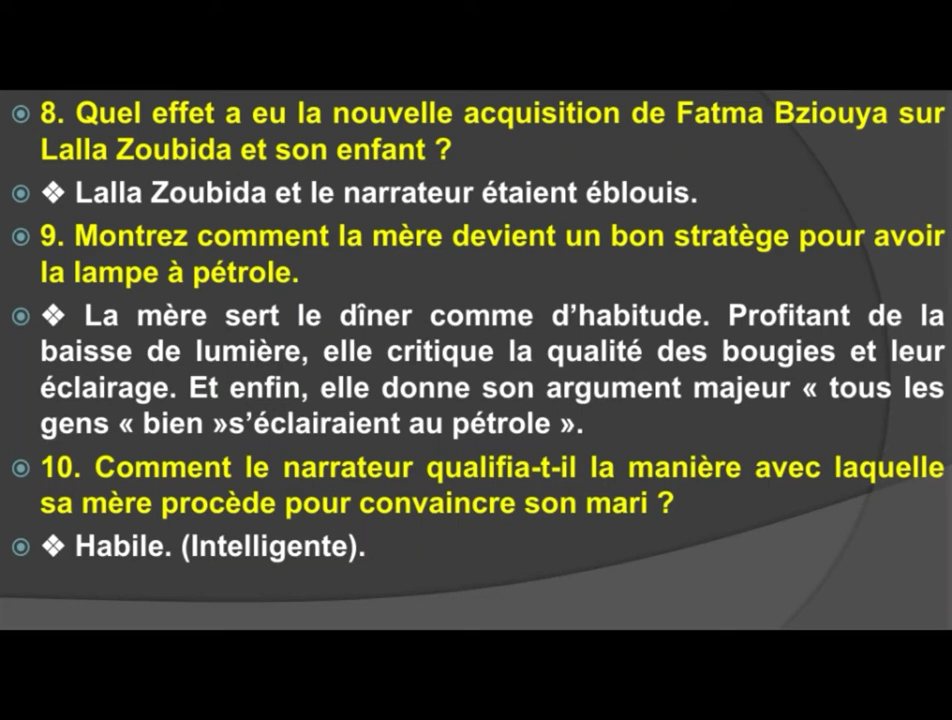 8. Quel effet a eu la nouvelle acquisition de Fatma Bziouya sur
Lalla Zoubida et son enfant ?
❖ Lalla Zoubida et le narrateur étaient éblouis.
9. Montrez comment la mère devient un bon stratège pour avoir
la lampe à pétrole.
❖ La mère sert le dîner comme d’habitude. Profitant de la
baisse de lumière, elle critique la qualité des bougies et leur
éclairage. Et enfin, elle donne son argument majeur « tous les
gens « bien »s’éclairaient au pétrole ».
10. Comment le narrateur qualifia-t-il la manière avec laquelle
sa mère procède pour convaincre son mari ?
❖ Habile. (Intelligente).